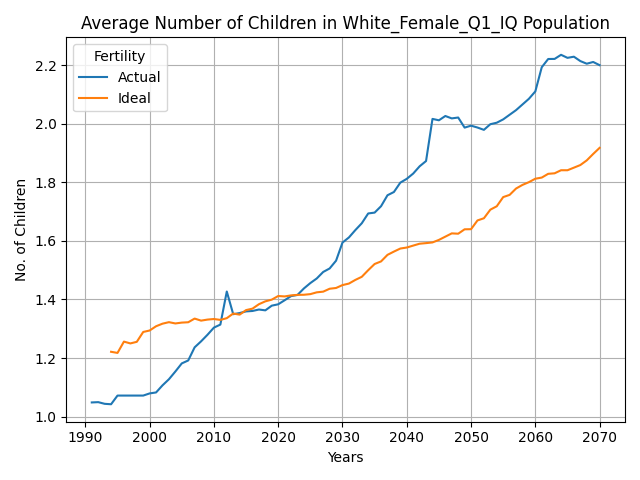 Average Number of Children in White_Female_Q1_IQ Population
Fertility
Actual
Ideal
No. of Children
2.2
2.0
1.8
1.6
1.4
1.2
1.0
1990 2000 2010 2020 2030 2040 2050 2060 2070
Years